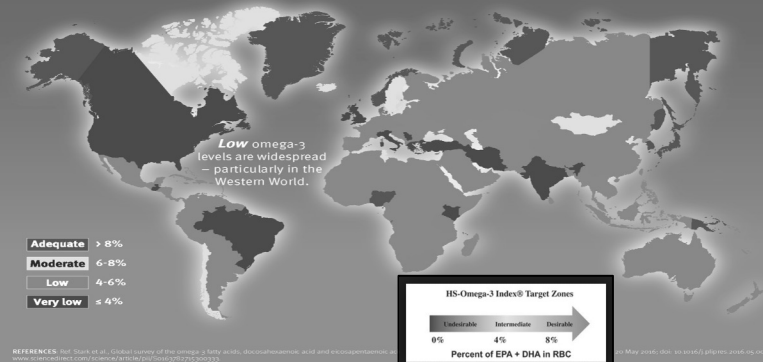 Low omega-3
levels are widespread
– particularly in the
Western World.
Adequate > 8%
Moderate 6-8%
Low 4-6%
Very low ≤ 4%
HS-Omega-3 Index® Target Zones
Undesirable Intermediate Desirable
0% 4% 8%
Percent of EPA + DHA in RBC
REFERENCES Ref. Stark et al., Global survey of the omega-3 fatty acids, docosahexaenoic acid and eicosapentaenoic